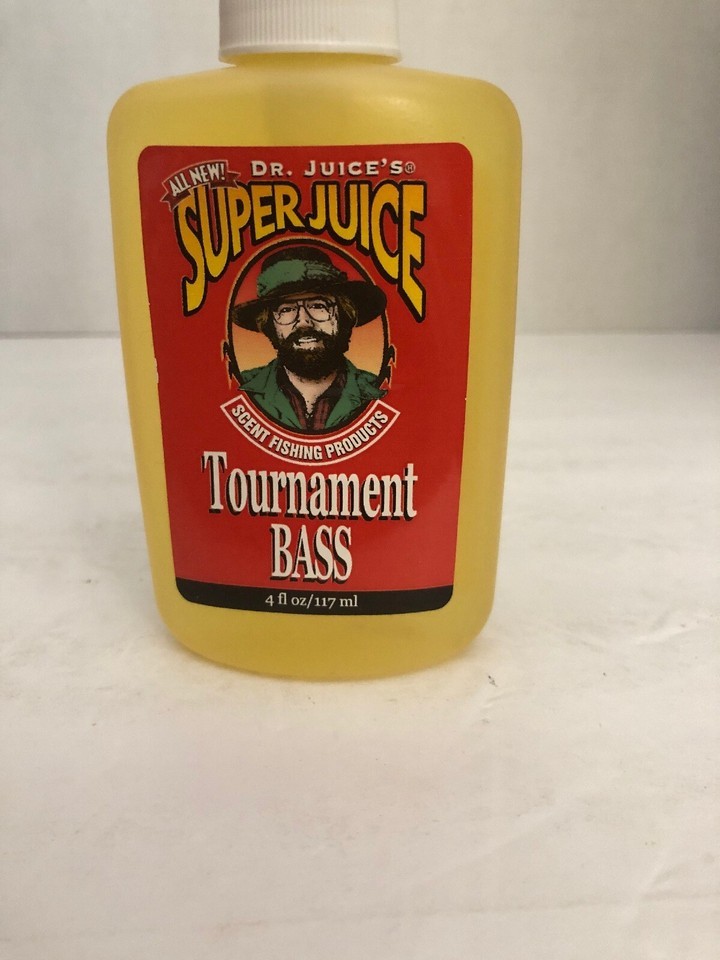 ALL NEW!
DR. JUICE'S®
SUPER JUICE
SCENT FISHING PRODUCTS
Tournament
BASS
4 fl oz/117 ml